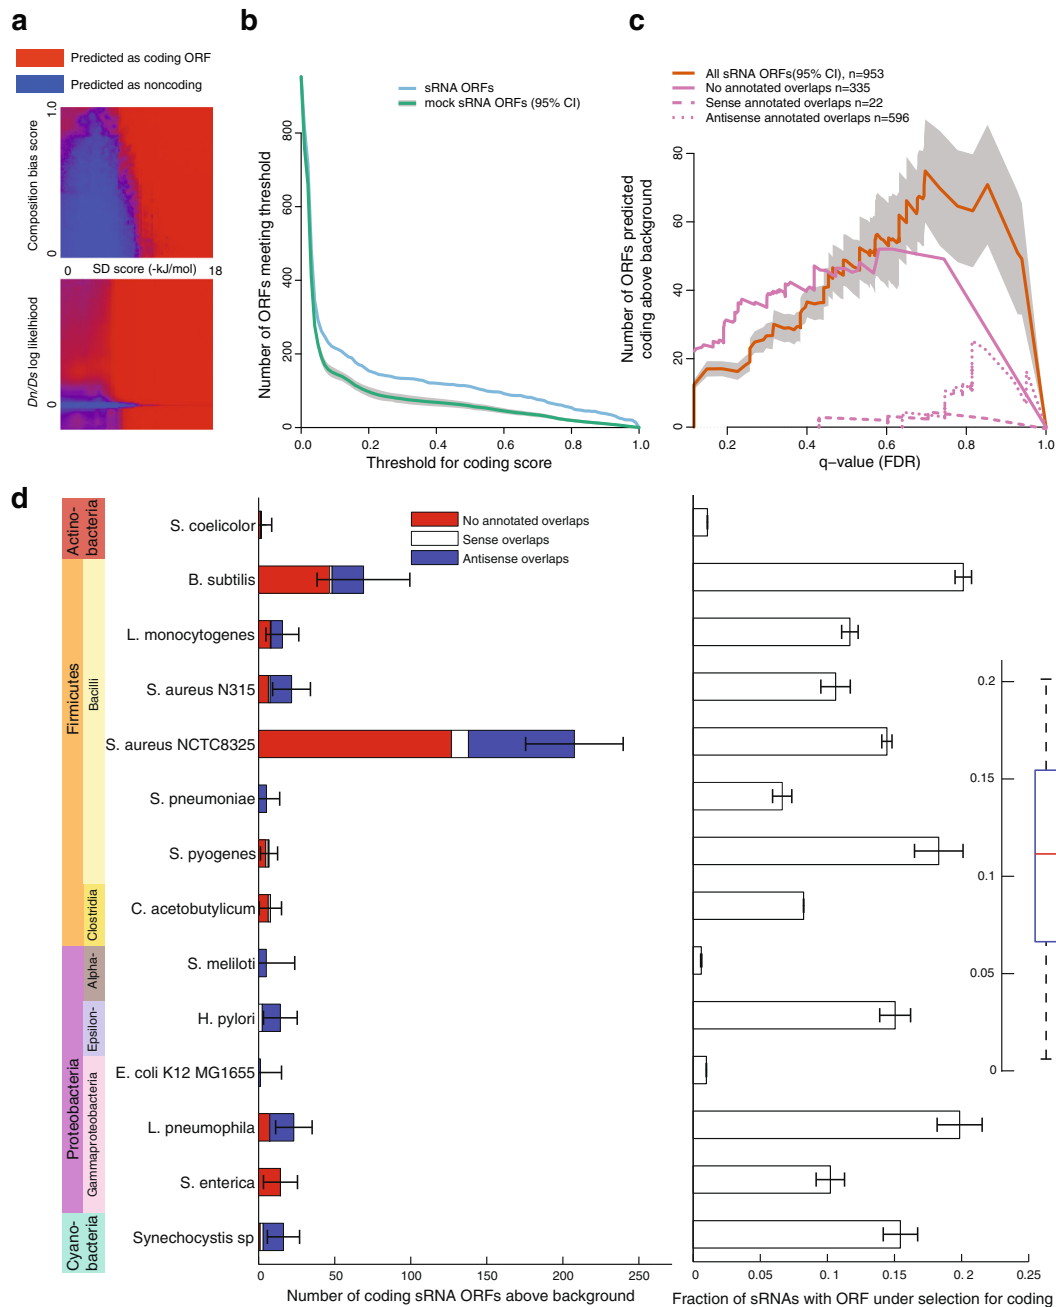 a
Predicted as coding ORF
Predicted as noncoding
1.0
Composition bias score
0
0 SD score (-kJ/mol) 18
Dn/Ds log likelihood
0
b
sRNA ORFs
mock sRNA ORFs (95% CI)
Number of ORFs meeting threshold
800
600
400
200
0
0.0 0.2 0.4 0.6 0.8 1.0
Threshold for coding score
c
All sRNA ORFs(95% CI), n=953
No annotated overlaps n=335
Sense annotated overlaps n=22
Antisense annotated overlaps n=596
Number of ORFs predicted
coding above background
80
60
40
20
0
0.2 0.4 0.6 0.8 1.0
q-value (FDR)
d
No annotated overlaps
Sense overlaps
Antisense overlaps
Actino-
bacteria
Firmicutes
Bacilli
Clostridia
Proteobacteria
Alpha-
Epsilon-
Gammaproteobacteria
Cyano-
bacteria
S. coelicolor
B. subtilis
L. monocytogenes
S. aureus N315
S. aureus NCTC8325
S. pneumoniae
S. pyogenes
C. acetobutylicum
S. meliloti
H. pylori
E. coli K12 MG1655
L. pneumophila
S. enterica
Synechocystis sp
0 50 100 150 200 250
Number of coding sRNA ORFs above background
0.2
0.15
0.1
0.05
0
0 0.05 0.1 0.15 0.2 0.25
Fraction of sRNAs with ORF under selection for coding